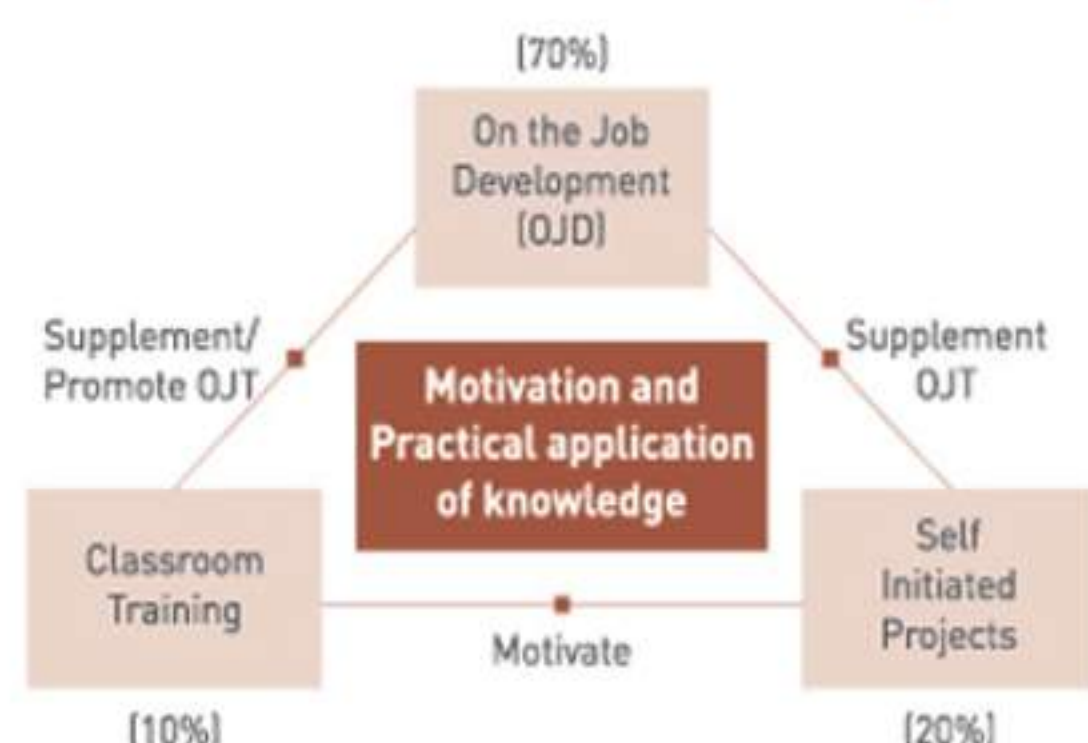 (70%)
On the Job
Development
(OJD)
Supplement/
Promote OJT
Supplement
OJT
Motivation and
Practical application
of knowledge
Classroom
Training
Self
Initiated
Projects
Motivate
(10%)
(20%)